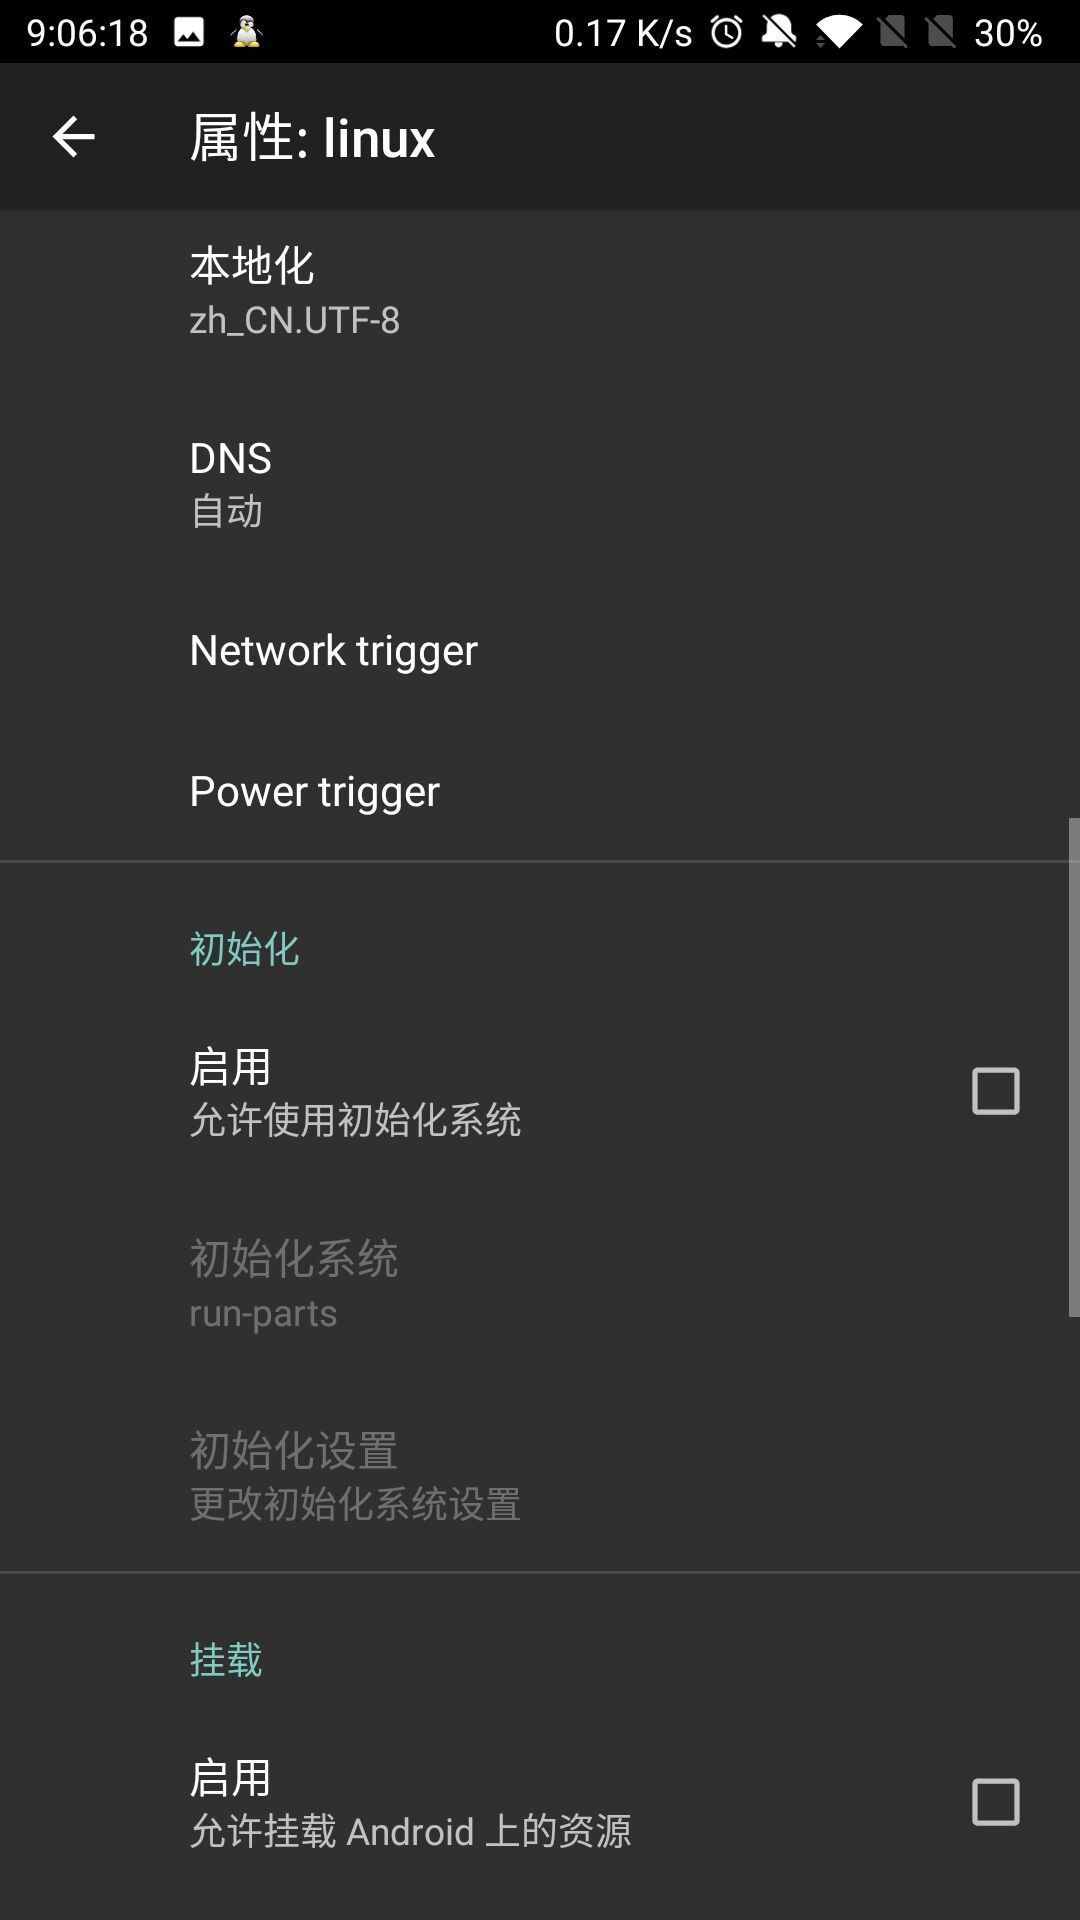 9:06:18 0.17 K/s 30%
属性: linux
本地化
zh_CN.UTF-8
DNS
自动
Network trigger
Power trigger
初始化
启用
允许使用初始化系统
初始化系统
run-parts
初始化设置
更改初始化系统设置
挂载
启用
允许挂载 Android 上的资源